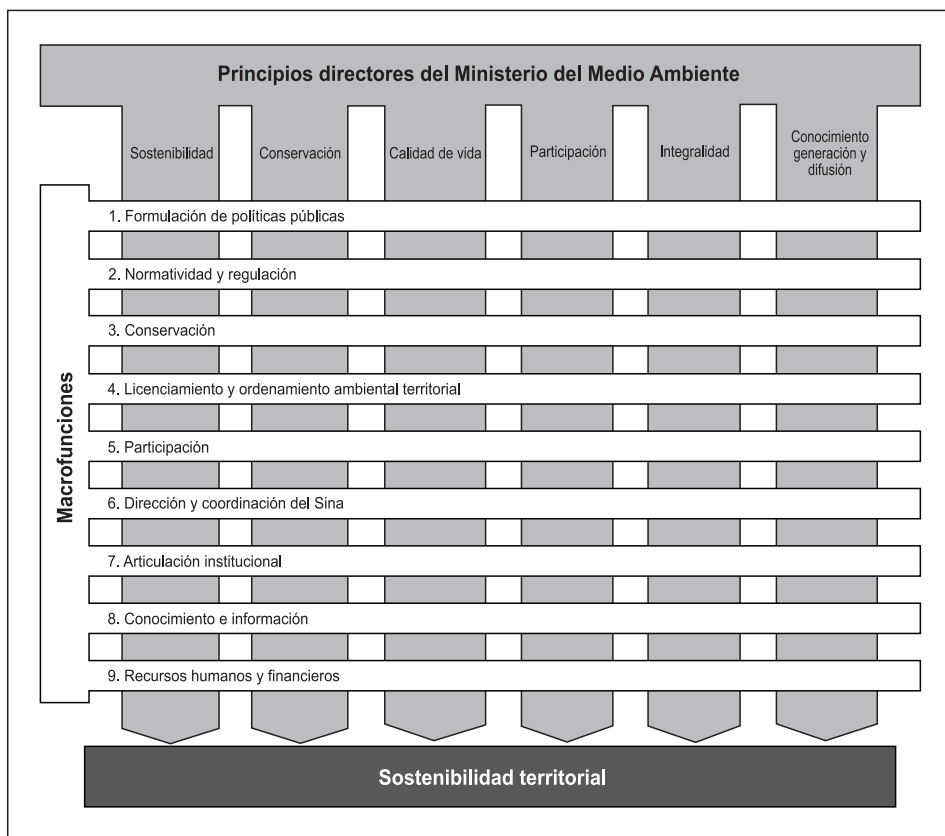 Principios directores del Ministerio del Medio Ambiente
Sostenibilidad
Conservación
Calidad de vida
Participación
Integralidad
Conocimiento
generación y
difusión
Macrofunciones
1. Formulación de políticas públicas
2. Normatividad y regulación
3. Conservación
4. Licenciamiento y ordenamiento ambiental territorial
5. Participación
6. Dirección y coordinación del Sina
7. Articulación institucional
8. Conocimiento e información
9. Recursos humanos y financieros
Sostenibilidad territorial